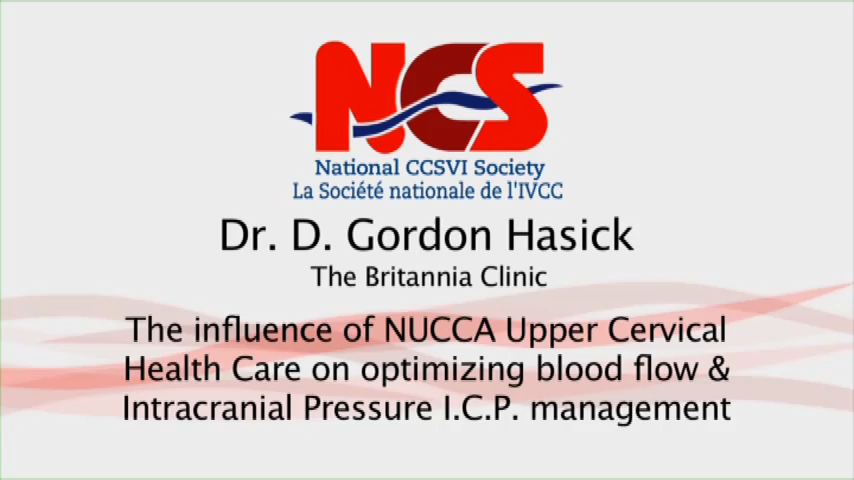 NCS
National CCSVI Society
La Société nationale de l'IVCC
Dr. D. Gordon Hasick
The Britannia Clinic
The influence of NUCCA Upper Cervical
Health Care on optimizing blood flow &
Intracranial Pressure I.C.P. management